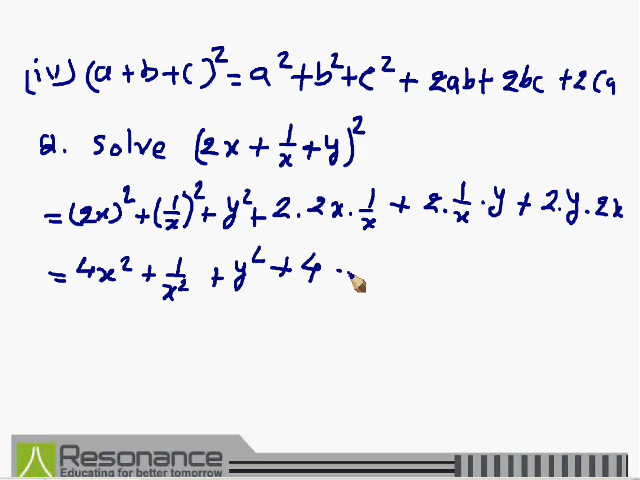 (iv) (a+b+c)² = a²+b²+c² + 2ab+ 2bc +2ca
Q. Solve (2x + 1/x + y)²
= (2x)² + (1/x)² + y² + 2. 2x. 1/x + 2. 1/x . y + 2.y. 2x
= 4x² + 1/x² + y² + 4 .
Resonance
Educating for better tomorrow